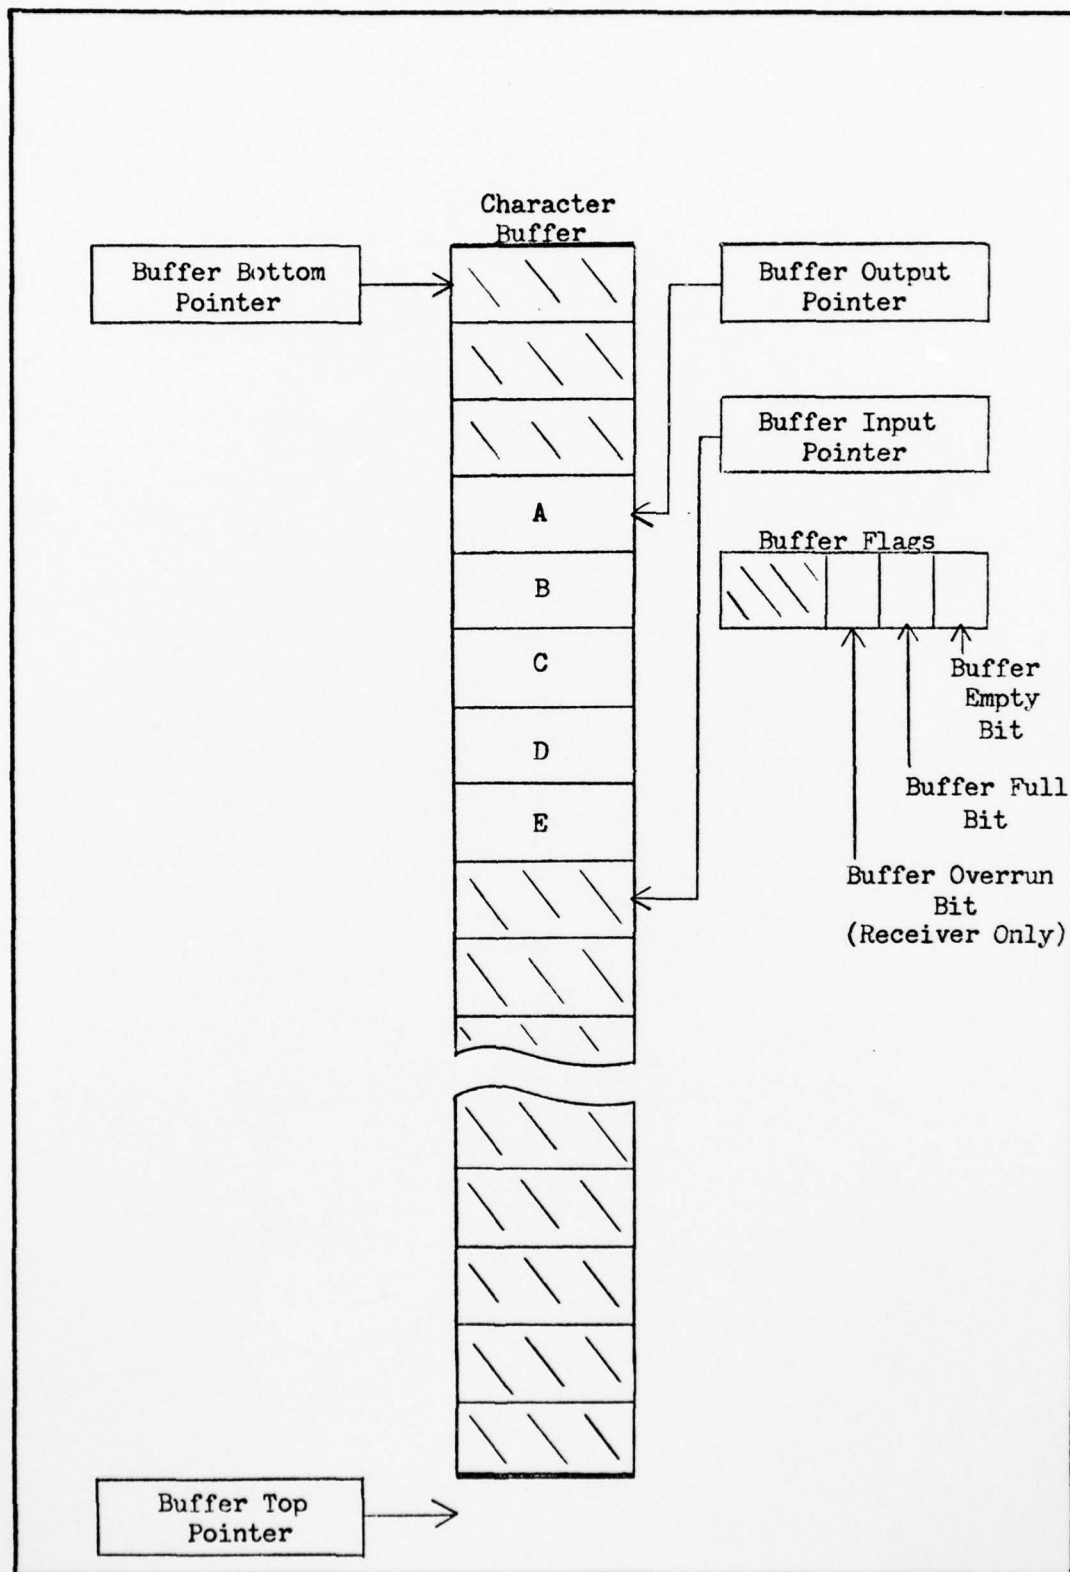 Character
Buffer
Buffer Bottom
Pointer
Buffer Output
Pointer
Buffer Input
Pointer
A
B
C
D
E
Buffer Flags
Buffer
Empty
Bit
Buffer Full
Bit
Buffer Overrun
Bit
(Receiver Only)
Buffer Top
Pointer